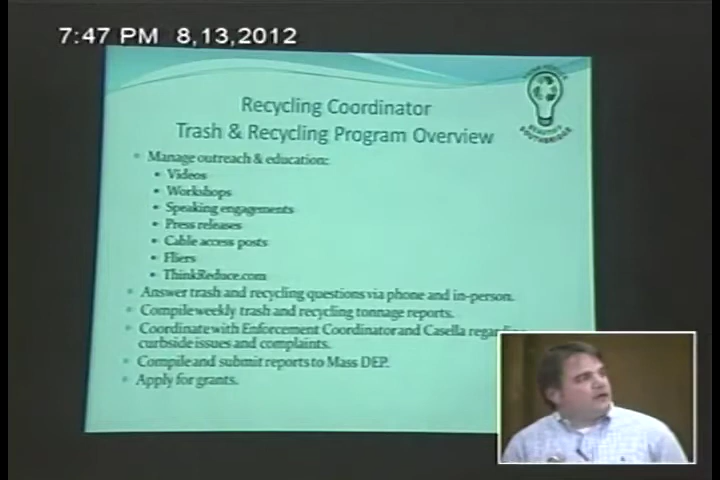 7:47 PM 8,13,2012
Recycling Coordinator
Trash & Recycling Program Overview
• Manage outreach & education:
• Videos
• Workshops
• Speaking engagements
• Press releases
• Cable access posts
• Fliers
• ThinkReduce.com
• Answer trash and recycling questions via phone and in-person.
• Compile weekly trash and recycling tonnage reports.
• Coordinate with Enforcement Coordinator and Casella
curbside issues and complaints.
• Compile and submit reports to Mass DEP.
• Apply for grants.
BEAUTIFY
SOUTHBRIDGE